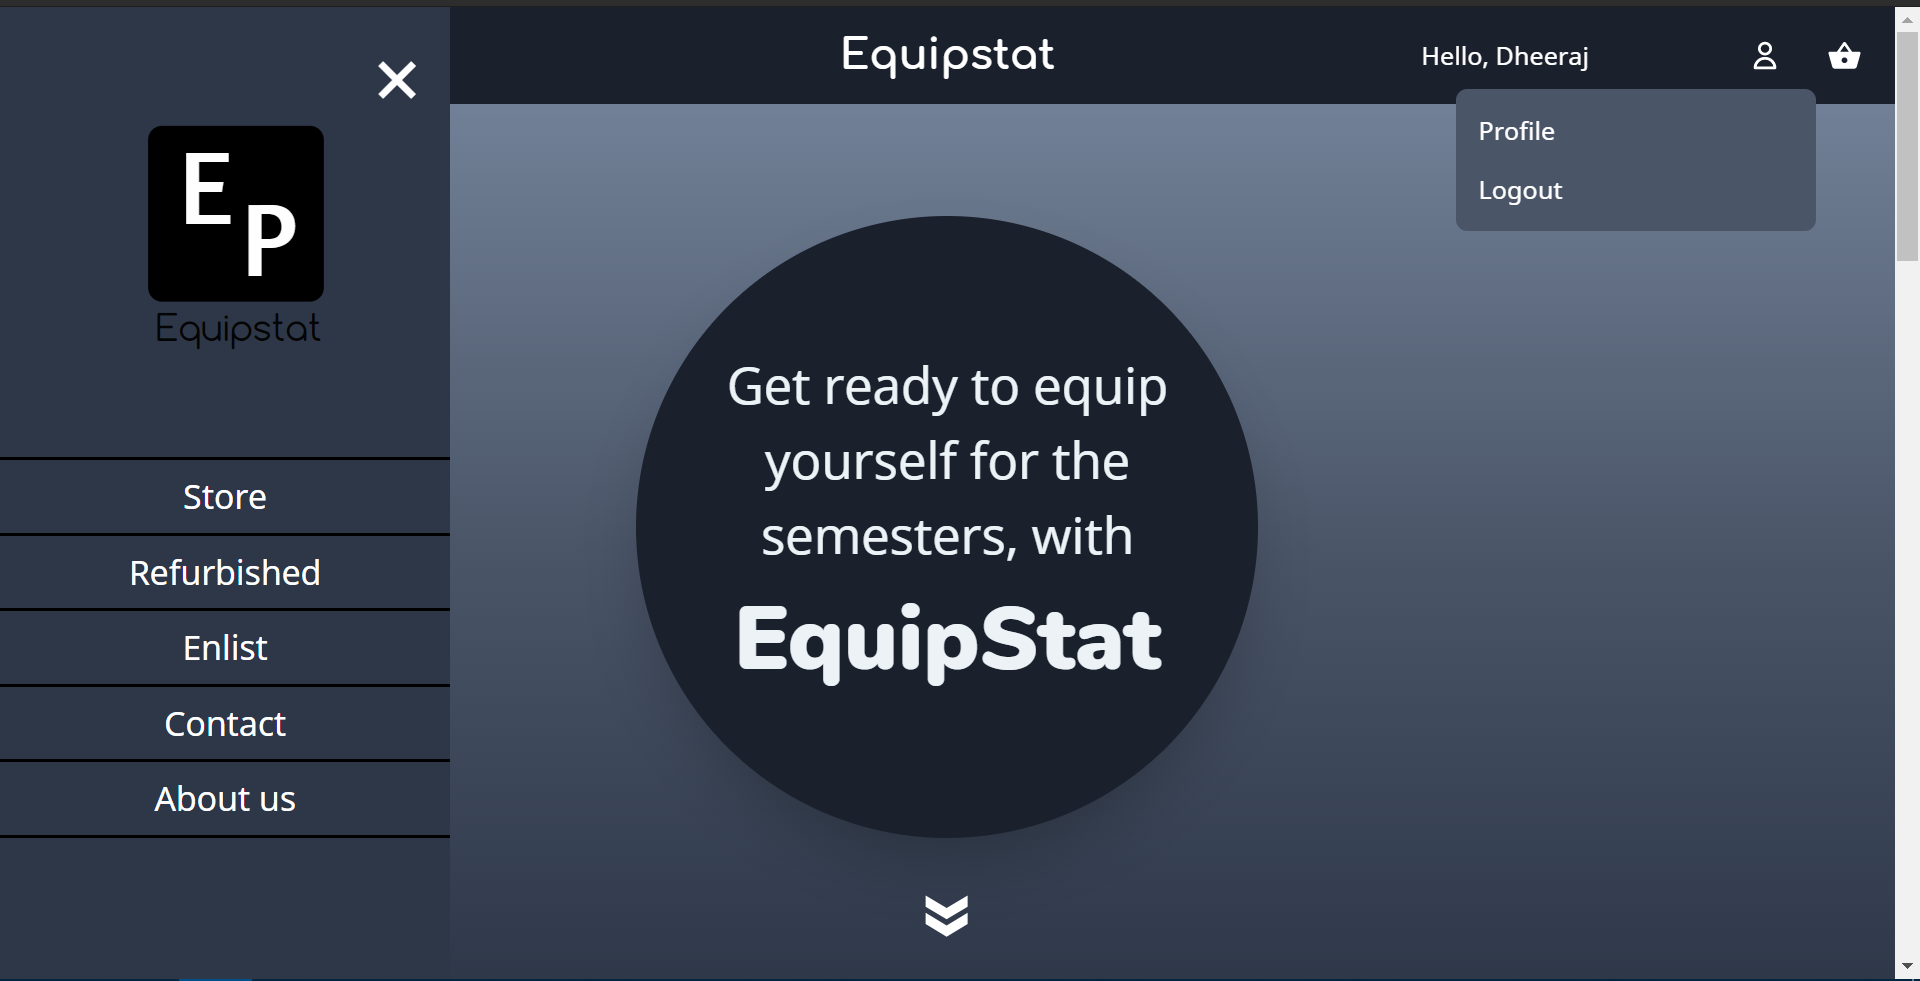 E
P
Equipstat
Store
Refurbished
Enlist
Contact
About us
Equipstat
Hello, Dheeraj
Profile
Logout
Get ready to equip
yourself for the
semesters, with
EquipStat